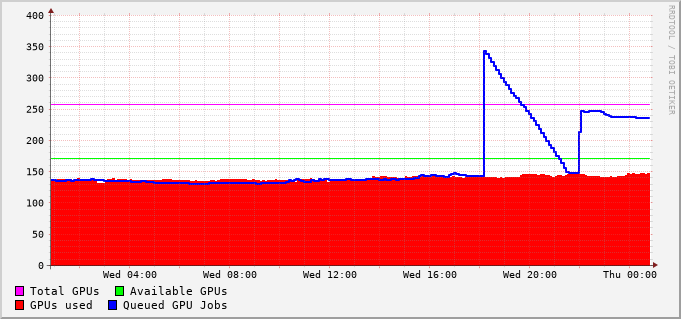 400
350
300
250
200
150
100
50
0
Wed 04:00 Wed 08:00 Wed 12:00 Wed 16:00 Wed 20:00 Thu 00:00
Total GPUs Available GPUs
GPUs used Queued GPU Jobs
RRDTOOL / TOBI OETIKER